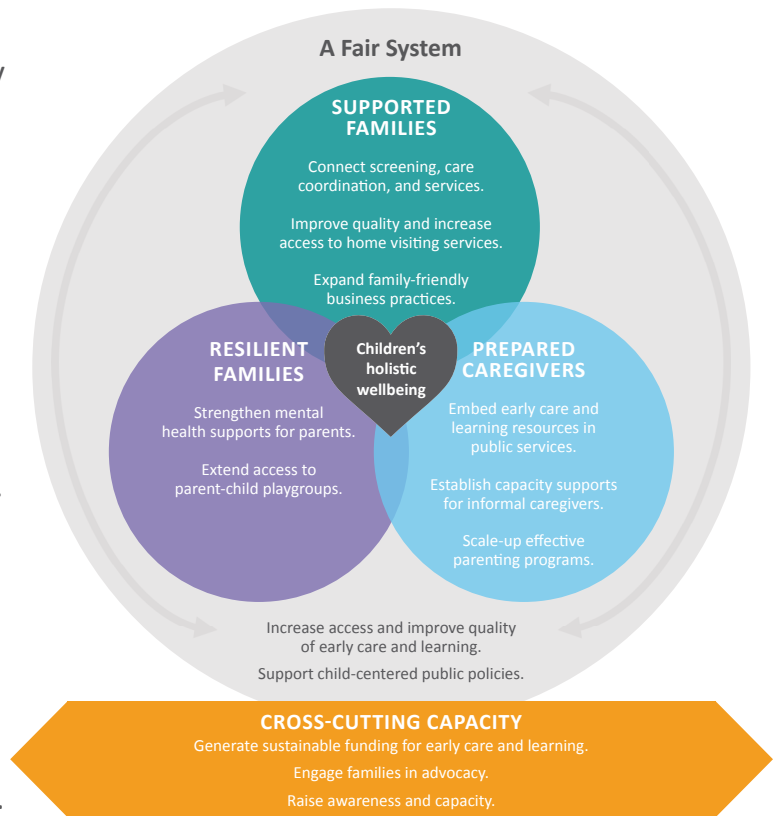 A Fair System
SUPPORTED
FAMILIES
Connect screening, care
coordination, and services.
Improve quality and increase
access to home visiting services.
Expand family-friendly
business practices.
Children's
holistic
wellbeing
RESILIENT
FAMILIES
Strengthen mental
health supports for parents.
Extend access to
parent-child playgroups.
PREPARED
CAREGIVERS
Embed early care and
learning resources in
public services.
Establish capacity supports
for informal caregivers.
Scale-up effective
parenting programs.
Increase access and improve quality
of early care and learning.
Support child-centered public policies.
CROSS-CUTTING CAPACITY
Generate sustainable funding for early care and learning.
Engage families in advocacy.
Raise awareness and capacity.